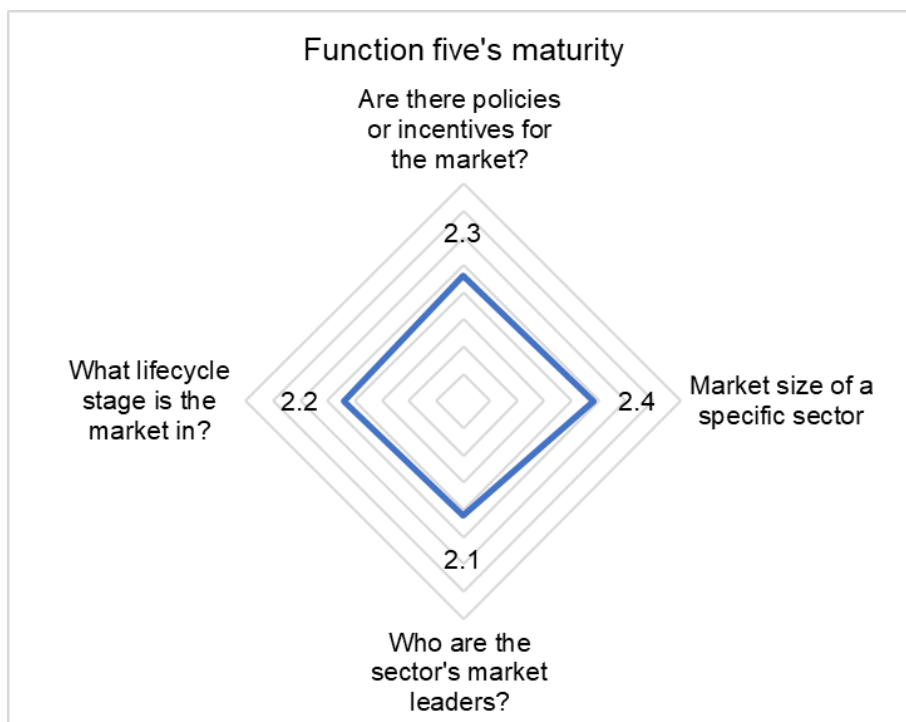 Function five's maturity
Are there policies
or incentives for
the market?
2.3
What lifecycle
stage is the
market in?
2.2
2.4
Market size of a
specific sector
2.1
Who are the
sector's market
leaders?